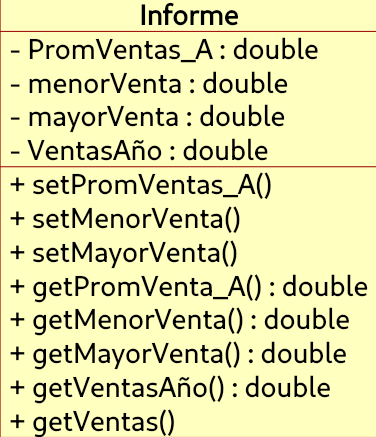 Informe
- PromVentas_A : double
- menorVenta : double
- mayorVenta : double
- VentasAño : double
+ setPromVentas_A()
+ setMenorVenta()
+ setMayorVenta()
+ getPromVenta_A() : double
+ getMenorVenta() : double
+ getMayorVenta() : double
+ getVentasAño() : double
+ getVentas()